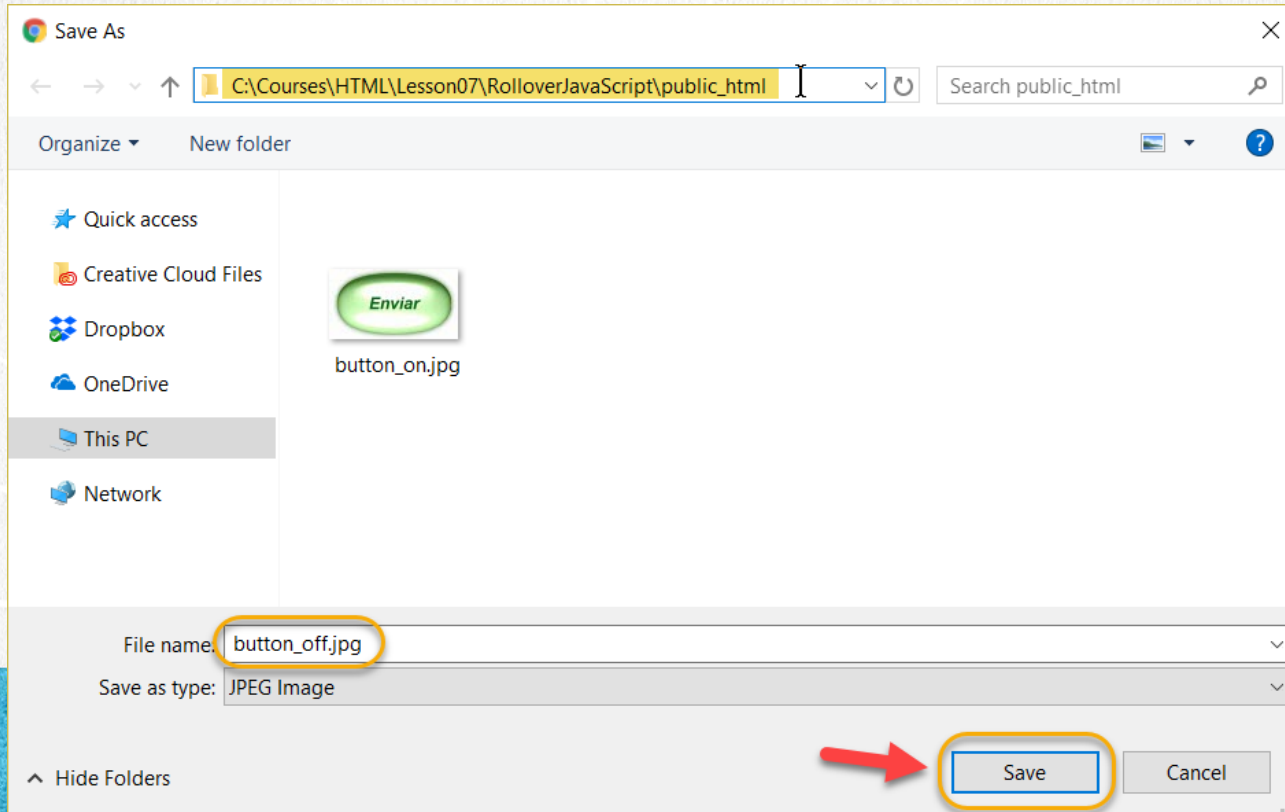 Save As
C:\Courses\HTML\Lesson07\RolloverJavaScript\public_html
Search public_html
Organize
New folder
?
Quick access
Creative Cloud Files
Dropbox
OneDrive
This PC
Network
Enviar
button_on.jpg
File name: button_off.jpg
Save as type: JPEG Image
Hide Folders
Save
Cancel